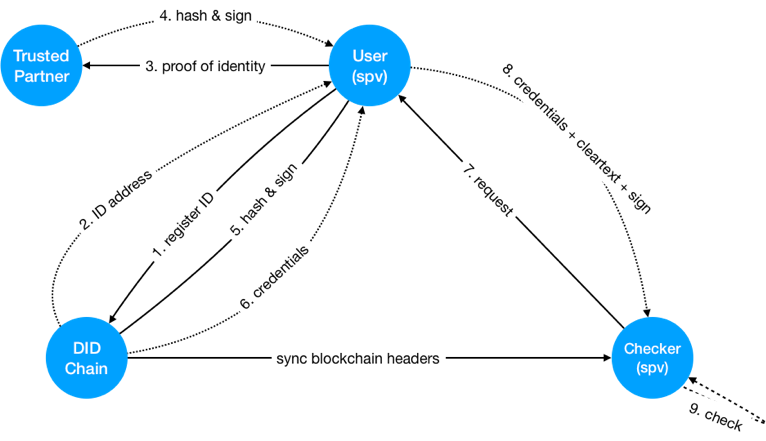 4. hash & sign
Trusted
Partner
User
(spv)
3. proof of identity
8. credentials + cleartext + sign
2. ID address
1. register ID
5. hash & sign
7. request
6. credentials
DID
Chain
sync blockchain headers
Checker
(spv)
9. check